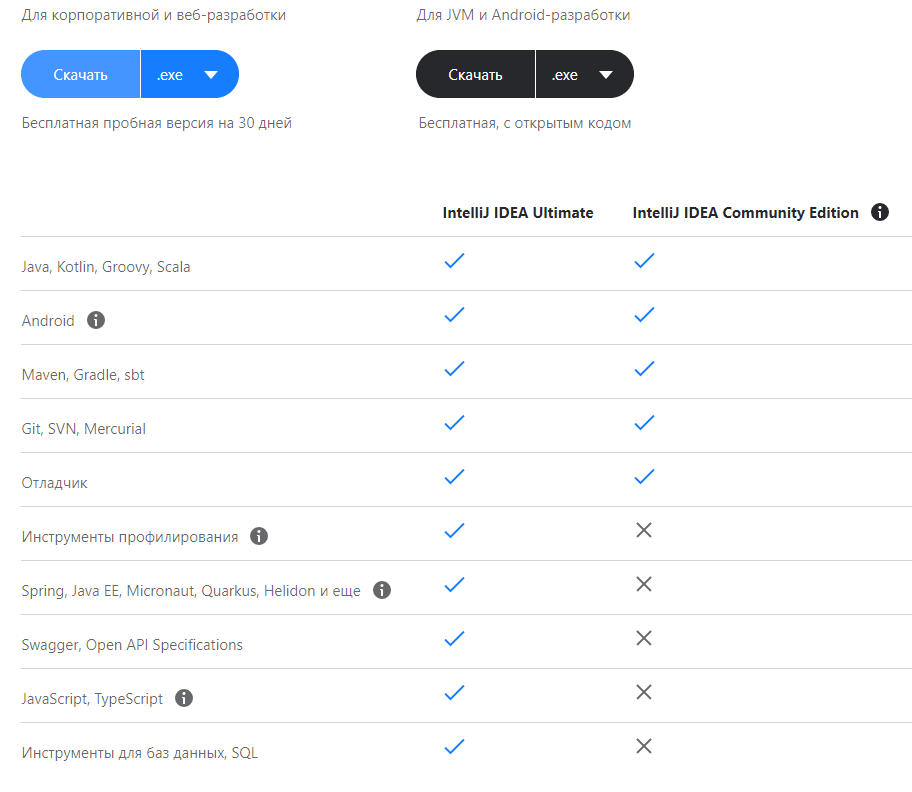 Для корпоративной и веб-разработки
Для JVM и Android-разработки
Скачать .exe
Скачать .exe
Бесплатная пробная версия на 30 дней
Бесплатная, с открытым кодом
IntelliJ IDEA Ultimate
IntelliJ IDEA Community Edition
Java, Kotlin, Groovy, Scala
Android
Maven, Gradle, sbt
Git, SVN, Mercurial
Отладчик
Инструменты профилирования
Spring, Java EE, Micronaut, Quarkus, Helidon и еще
Swagger, Open API Specifications
JavaScript, TypeScript
Инструменты для баз данных, SQL